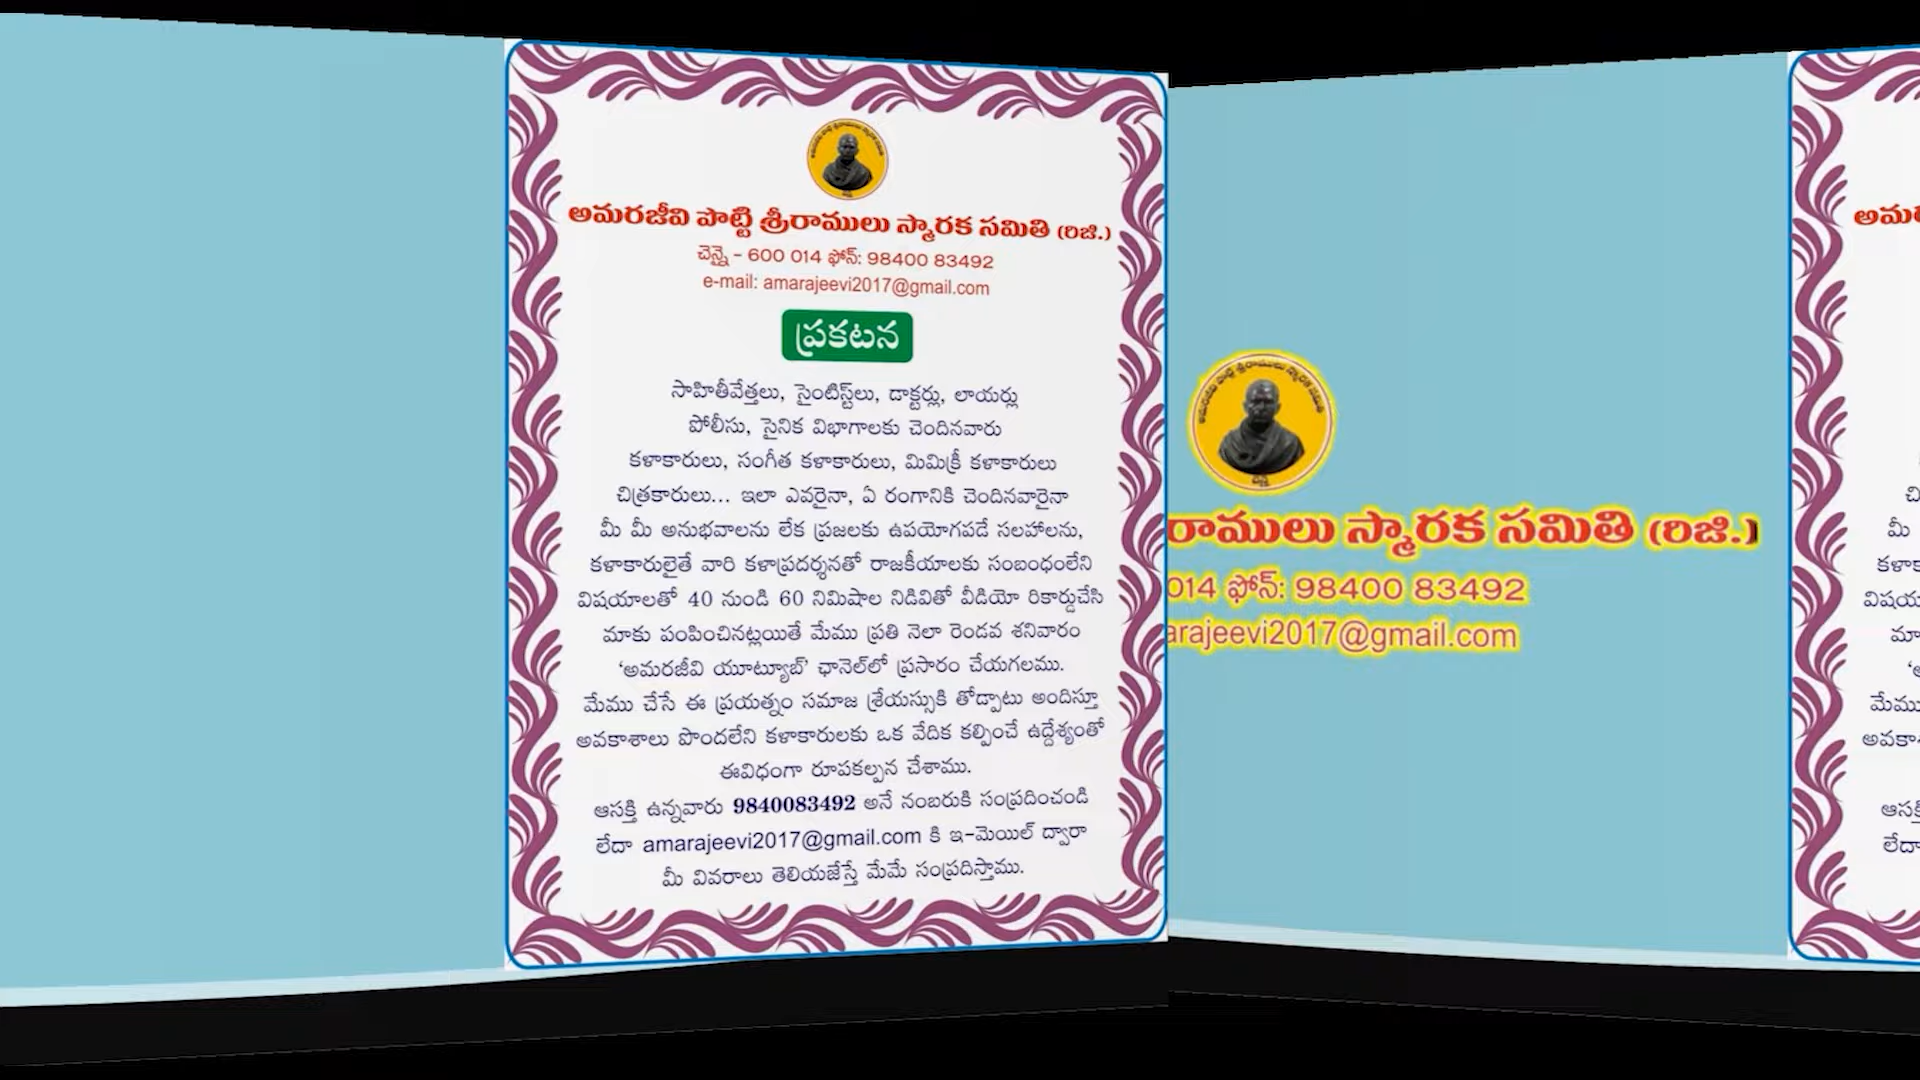 అమరజీవి పొట్టి శ్రీరాములు స్మారక సమితి (రిజి.)
చెన్నై - 600 014 ఫోన్: 98400 83492
e-mail: amarajeevi2017@gmail.com
ప్రకటన
సాహితీవేత్తలు, సైంటిస్ట్‌లు, డాక్టర్లు, లాయర్లు
పోలీసు, సైనిక విభాగాలకు చెందినవారు
కళాకారులు, సంగీత కళాకారులు, మిమిక్రీ కళాకారులు
చిత్రకారులు... ఇలా ఎవరైనా, ఏ రంగానికి చెందినవారైనా
మీ మీ అనుభవాలను లేక ప్రజలకు ఉపయోగపడే సలహాలను,
కళాకారులైతే వారి కళాప్రదర్శనతో రాజకీయాలకు సంబంధంలేని
విషయాలతో 40 నుండి 60 నిమిషాల నిడివితో వీడియో రికార్డుచేసి
మాకు పంపించినట్లయితే మేము ప్రతి నెలా రెండవ శనివారం
'అమరజీవి యూట్యూబ్' ఛానెల్‌లో ప్రసారం చేయగలము.
మేము చేసే ఈ ప్రయత్నం సమాజ శ్రేయస్సుకి తోడ్పాటు అందిస్తూ
అవకాశాలు పొందలేని కళాకారులకు ఒక వేదిక కల్పించే ఉద్దేశ్యంతో
ఈవిధంగా రూపకల్పన చేశాము.
ఆసక్తి ఉన్నవారు 9840083492 అనే నంబరుకి సంప్రదించండి
లేదా amarajeevi2017@gmail.com కి ఇ-మెయిల్ ద్వారా
మీ వివరాలు తెలియజేస్తే మేమే సంప్రదిస్తాము.
అమరజీవి పొట్టి శ్రీరాములు స్మారక సమితి
చెన్నై
రాములు స్మారక సమితి (రిజి.)
014 ఫోన్: 98400 83492
arajeevi2017@gmail.com